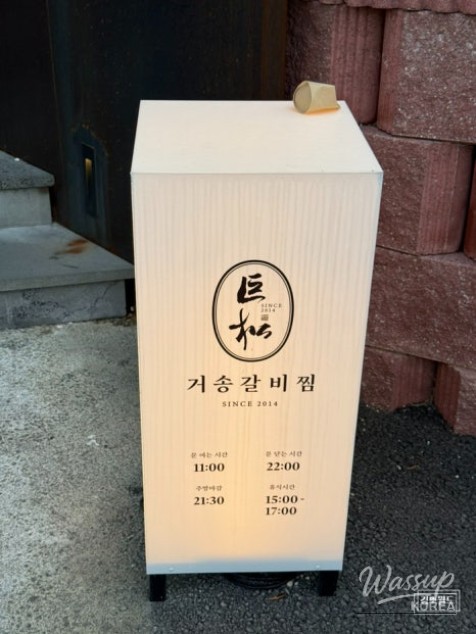 巨松
SINCE
2014
거송갈비찜
SINCE 2014
문 여는 시간
문 닫는 시간
11:00
22:00
주방마감
휴식시간
21:30
15:00-
17:00
Wassup
KOREA